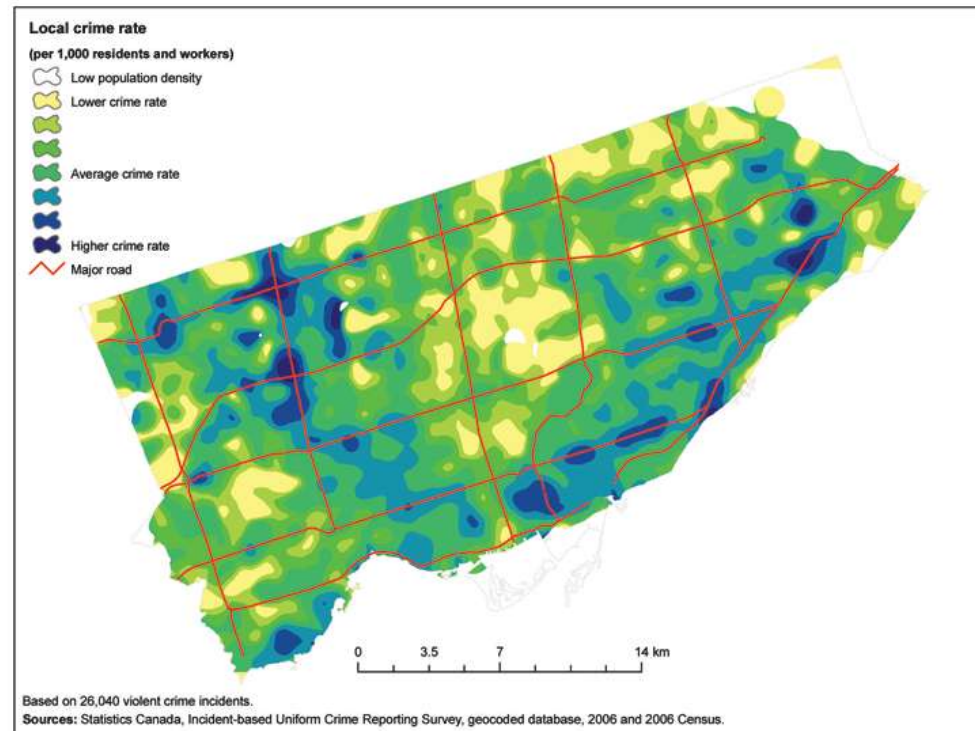 Local crime rate
(per 1,000 residents and workers)
Low population density
Lower crime rate
Average crime rate
Higher crime rate
Major road
0 3.5 7 14 km
Based on 26,040 violent crime incidents.
Sources: Statistics Canada, Incident-based Uniform Crime Reporting Survey, geocoded database, 2006 and 2006 Census.